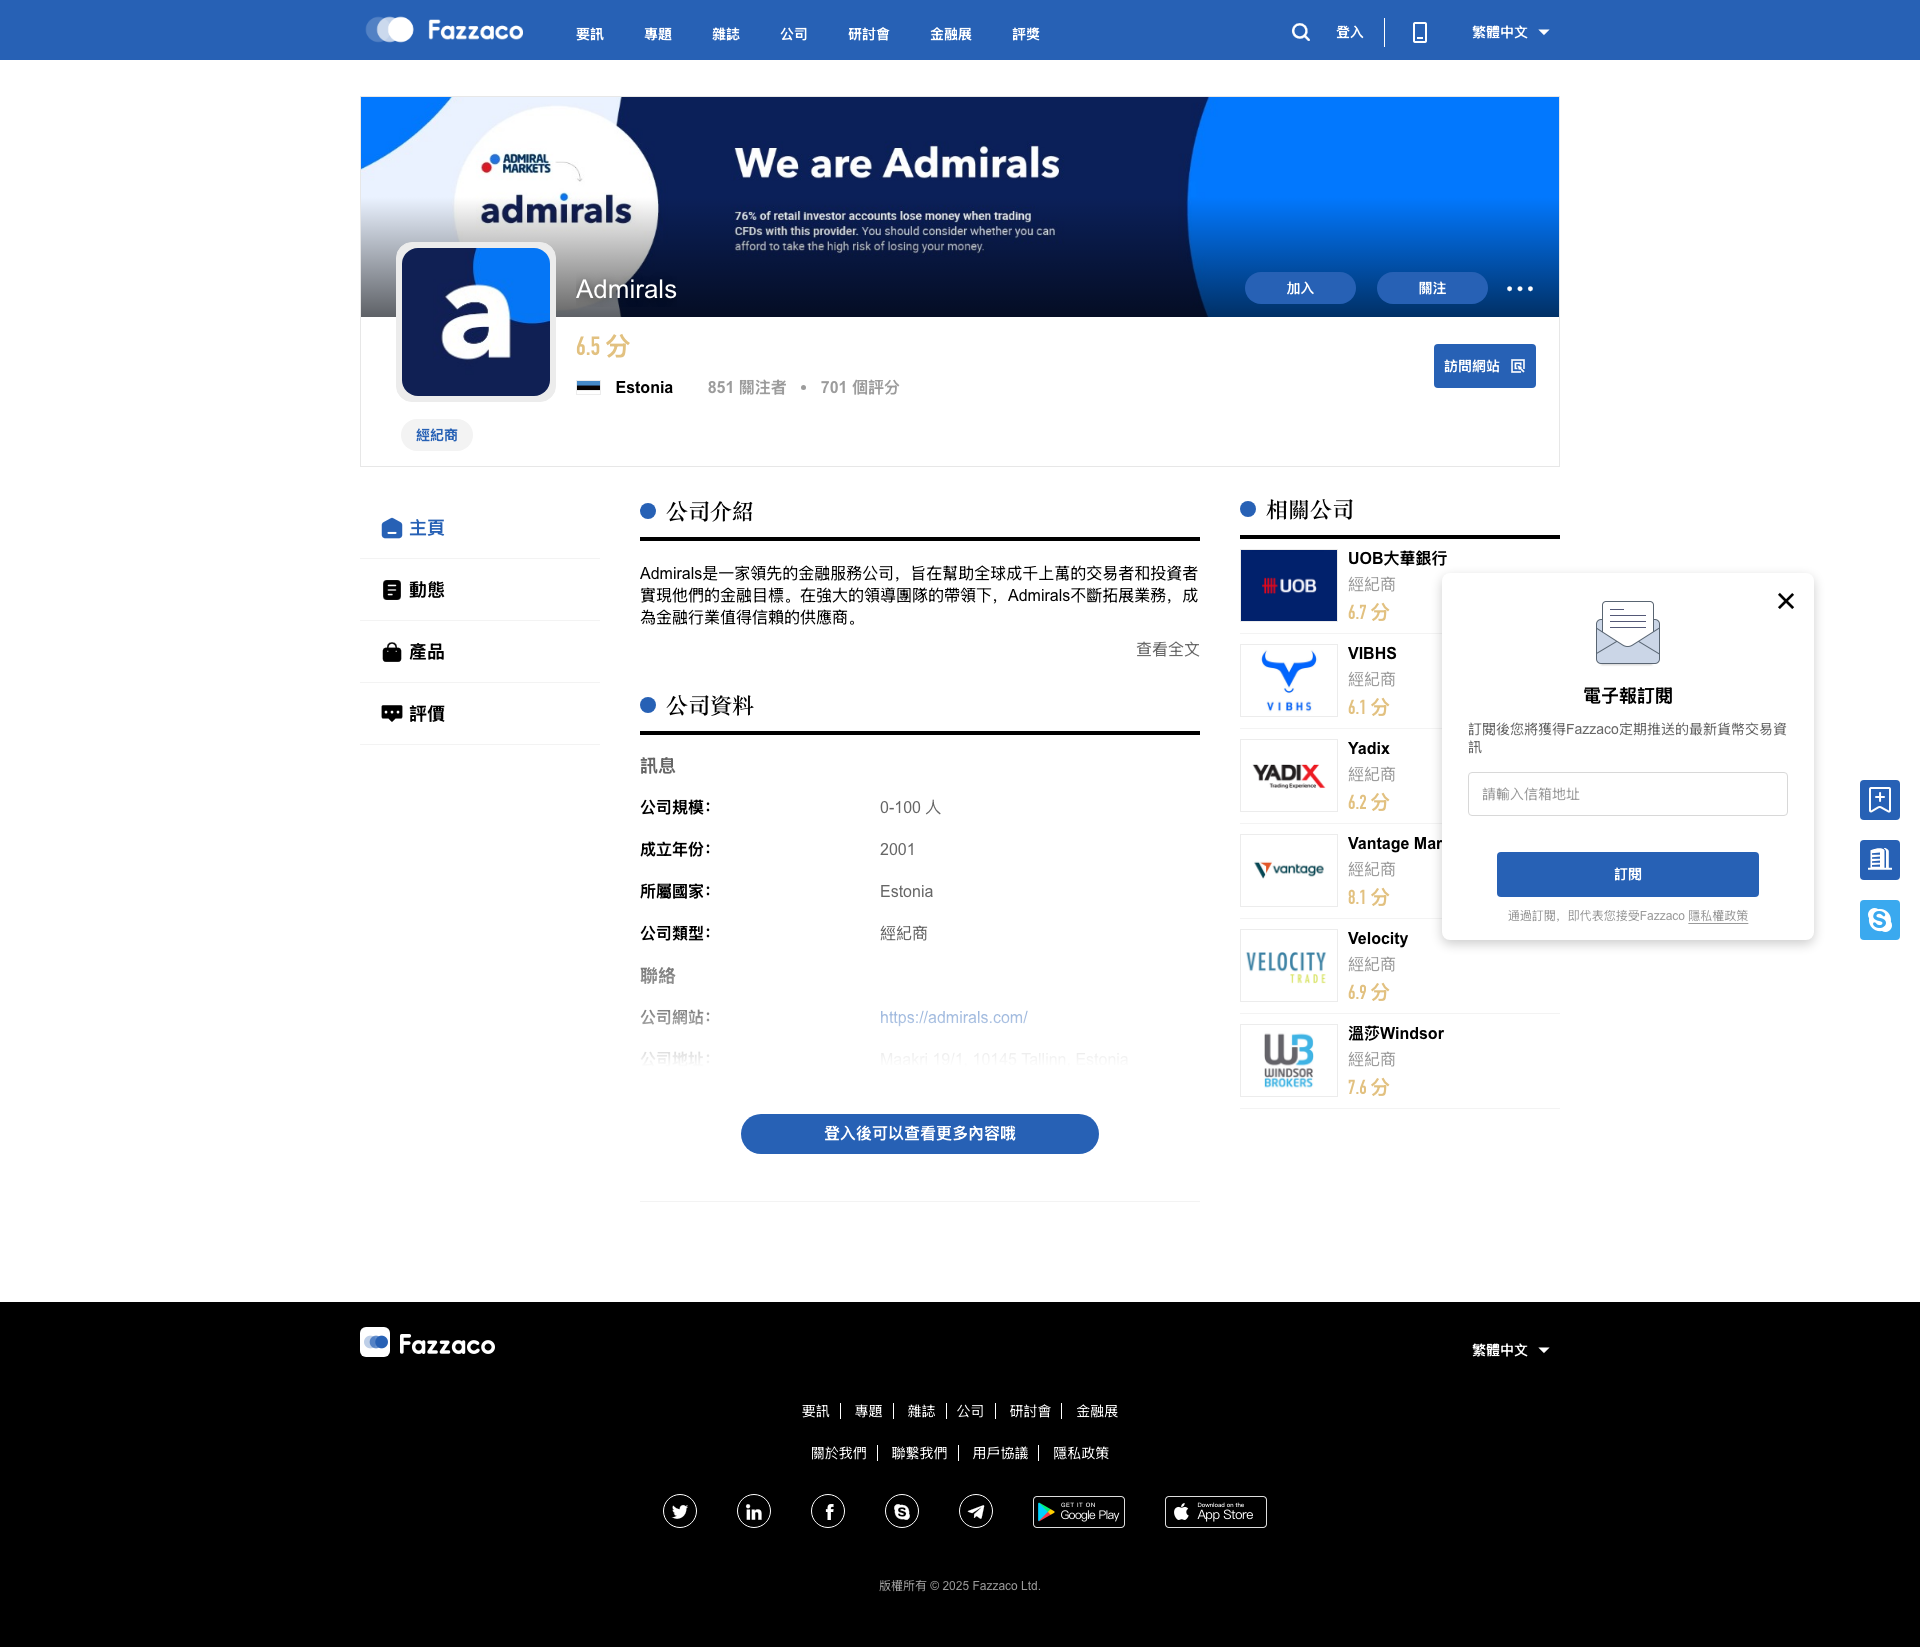 Fazzaco
要訊 專題 雜誌 公司 研討會 金融展 評獎
登入
繁體中文
ADMIRAL MARKETS
admirals
We are Admirals
76% of retail investor accounts lose money when trading
CFDs with this provider. You should consider whether you can
afford to take the high risk of losing your money.
a
Admirals
加入
關注
6.5 分
Estonia 851 關注者 • 701 個評分
訪問網站
經紀商
主頁
動態
產品
評價
公司介紹
Admirals是一家領先的金融服務公司，旨在幫助全球成千上萬的交易者和投資者
實現他們的金融目標。在強大的領導團隊的帶領下，Admirals不斷拓展業務，成
為金融行業值得信賴的供應商。
查看全文
公司資料
訊息
公司規模： 0-100 人
成立年份： 2001
所屬國家： Estonia
公司類型： 經紀商
聯絡
公司網站： https://admirals.com/
公司地址： Maakri 19/1, 10145 Tallinn, Estonia
登入後可以查看更多內容哦
相關公司
UOB
UOB大華銀行
經紀商
6.7 分
VIBHS
VIBHS
經紀商
6.1 分
YADIX
Trading Experience
Yadix
經紀商
6.2 分
vantage
Vantage Mar
經紀商
8.1 分
VELOCITY
TRADE
Velocity
經紀商
6.9 分
WINDSOR
BROKERS
溫莎Windsor
經紀商
7.6 分
電子報訂閱
訂閱後您將獲得Fazzaco定期推送的最新貨幣交易資
訊
請輸入信箱地址
訂閱
通過訂閱，即代表您接受Fazzaco 隱私權政策
Fazzaco
繁體中文
要訊 專題 雜誌 公司 研討會 金融展
關於我們 聯繫我們 用戶協議 隱私政策
GET IT ON
Google Play
Download on the
App Store
版權所有 © 2025 Fazzaco Ltd.